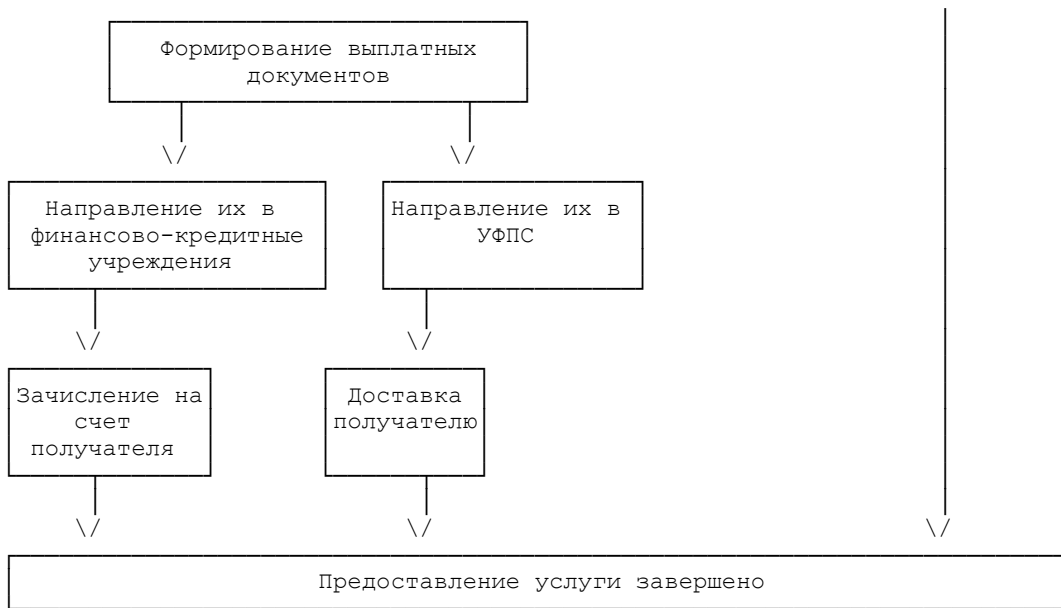 Формирование выплатных
документов
Направление их в
финансово-кредитные
учреждения
Направление их в
УФПС
Зачисление на
счет
получателя
Доставка
получателю
Предоставление услуги завершено